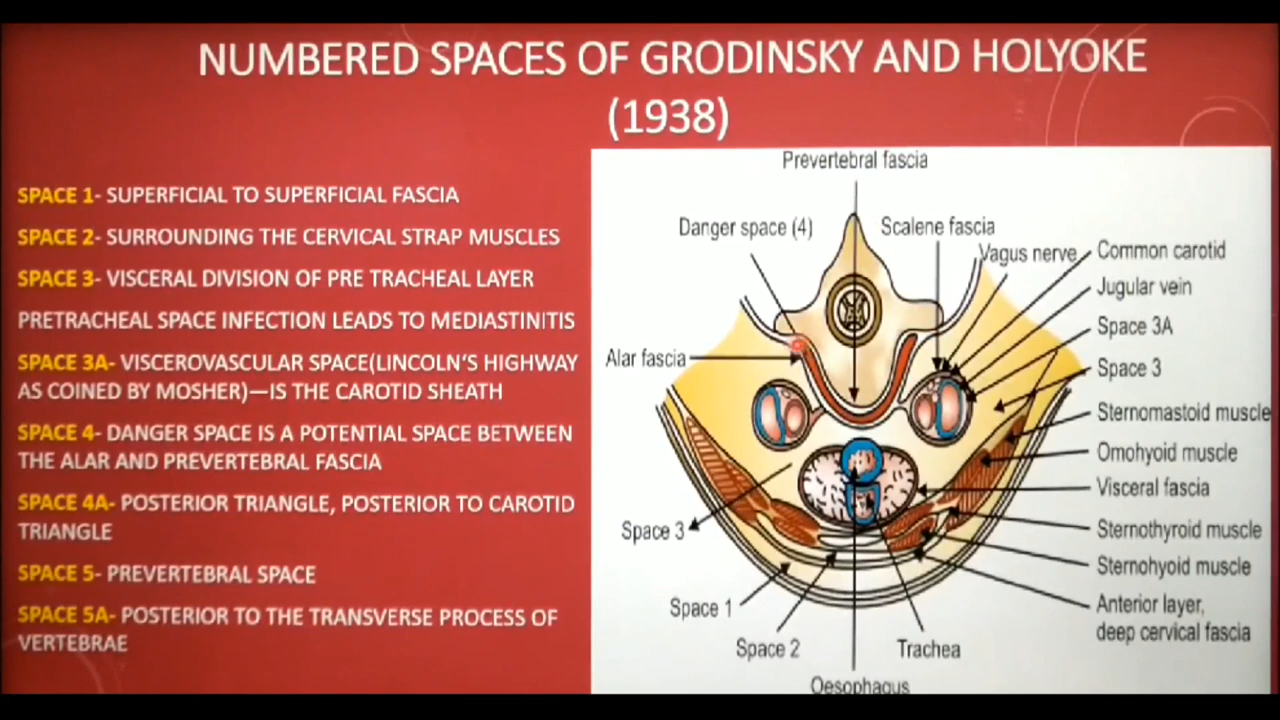 NUMBERED SPACES OF GRODINSKY AND HOLYOKE
(1938)
SPACE 1- SUPERFICIAL TO SUPERFICIAL FASCIA
SPACE 2- SURROUNDING THE CERVICAL STRAP MUSCLES
SPACE 3- VISCERAL DIVISION OF PRE TRACHEAL LAYER
PRETRACHEAL SPACE INFECTION LEADS TO MEDIASTINITIS
SPACE 3A- VISCEROVASCULAR SPACE(LINCOLN'S HIGHWAY
AS COINED BY MOSHER)—IS THE CAROTID SHEATH
SPACE 4- DANGER SPACE IS A POTENTIAL SPACE BETWEEN
THE ALAR AND PREVERTEBRAL FASCIA
SPACE 4A- POSTERIOR TRIANGLE, POSTERIOR TO CAROTID
TRIANGLE
SPACE 5- PREVERTEBRAL SPACE
SPACE 5A- POSTERIOR TO THE TRANSVERSE PROCESS OF
VERTEBRAE
Prevertebral fascia
Danger space (4)
Scalene fascia
Vagus nerve
Common carotid
Jugular vein
Space 3A
Alar fascia
Space 3
Sternomastoid muscle
Omohyoid muscle
Visceral fascia
Space 3
Sternothyroid muscle
Sternohyoid muscle
Space 1
Anterior layer,
deep cervical fascia
Space 2
Trachea
Oesophagus